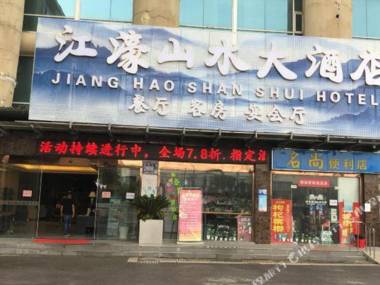 江濠山水大酒店
JIANG HAO SHAN SHUI HOTEL
餐厅 客房 宴会厅
活动持续进行中，全场7.8折，指定
名尚便利店